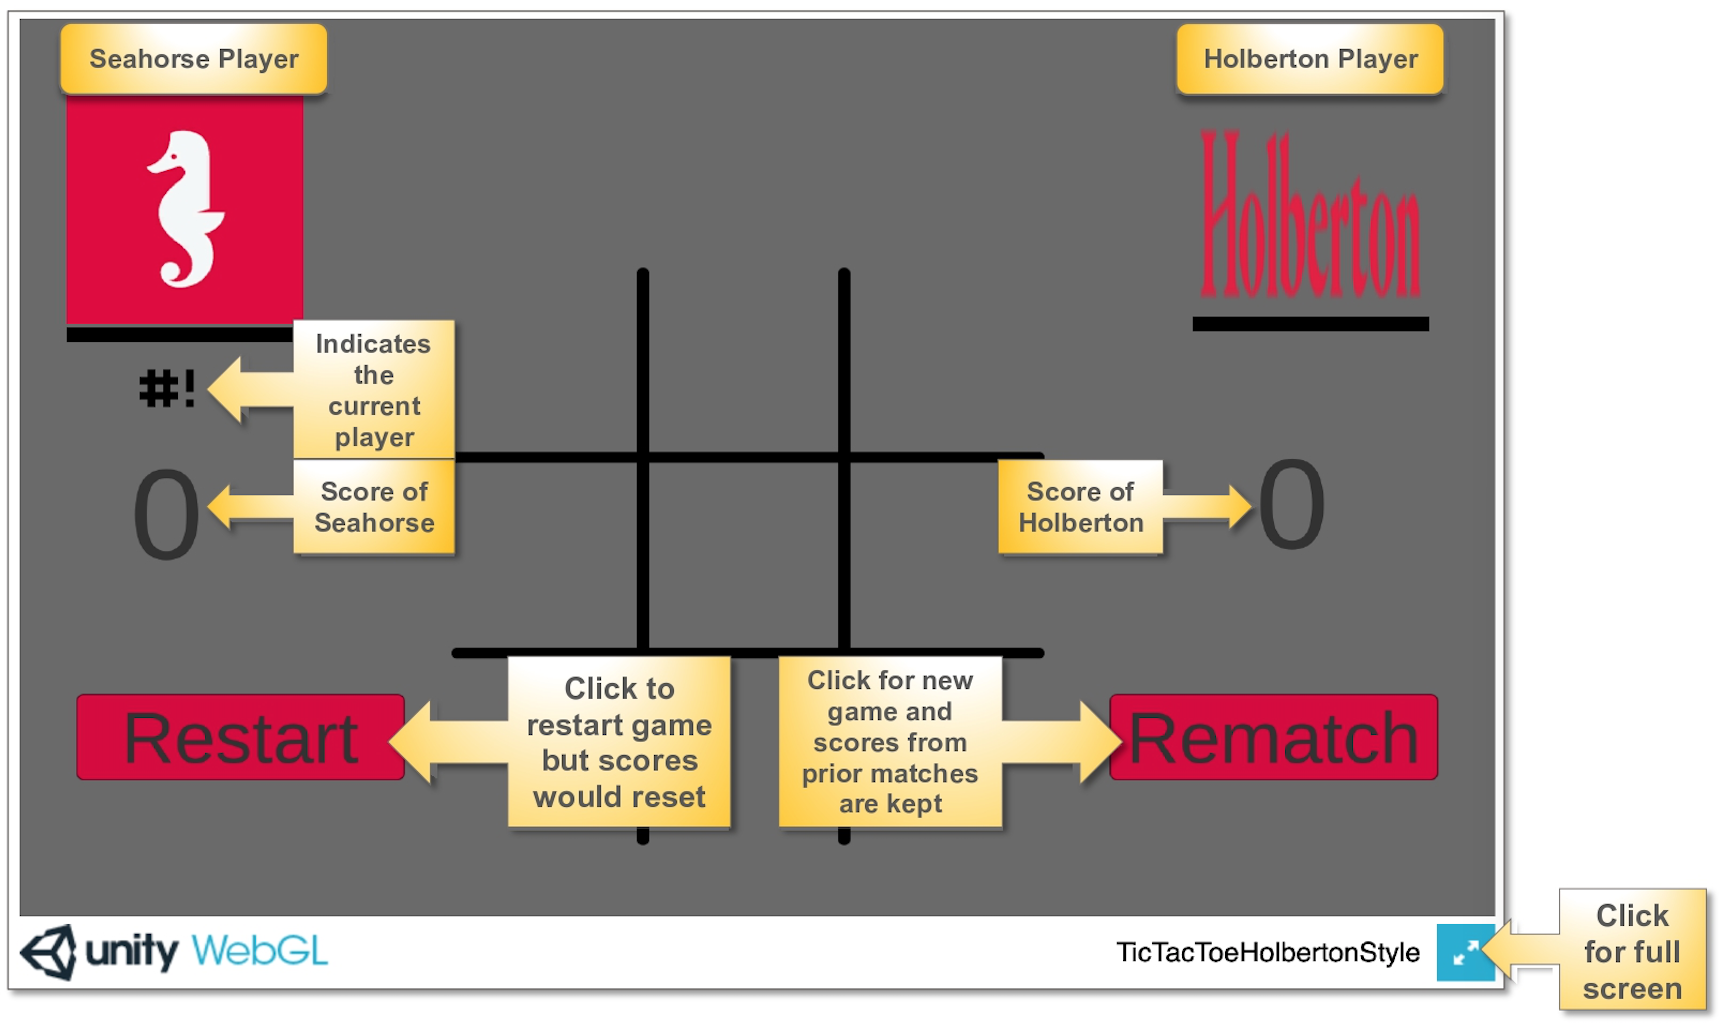 Seahorse Player
Holberton Player
Holberton
Indicates
the
current
player
#!
Score of
Seahorse
0
Score of
Holberton
0
Restart
Click to
restart game
but scores
would reset
Click for new
game and
scores from
prior matches
are kept
Rematch
unity WebGL
TicTacToeHolbertonStyle
Click
for full
screen